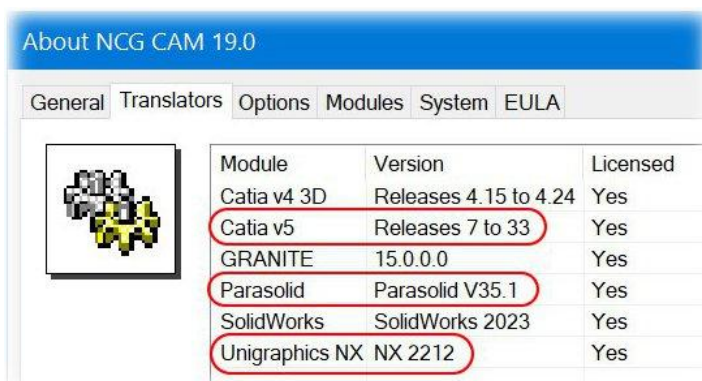 About NCG CAM 19.0
General Translators Options Modules System EULA
Module Version Licensed
Catia v4 3D Releases 4.15 to 4.24 Yes
Catia v5 Releases 7 to 33 Yes
GRANITE 15.0.0.0 Yes
Parasolid Parasolid V35.1 Yes
SolidWorks SolidWorks 2023 Yes
Unigraphics NX NX 2212 Yes